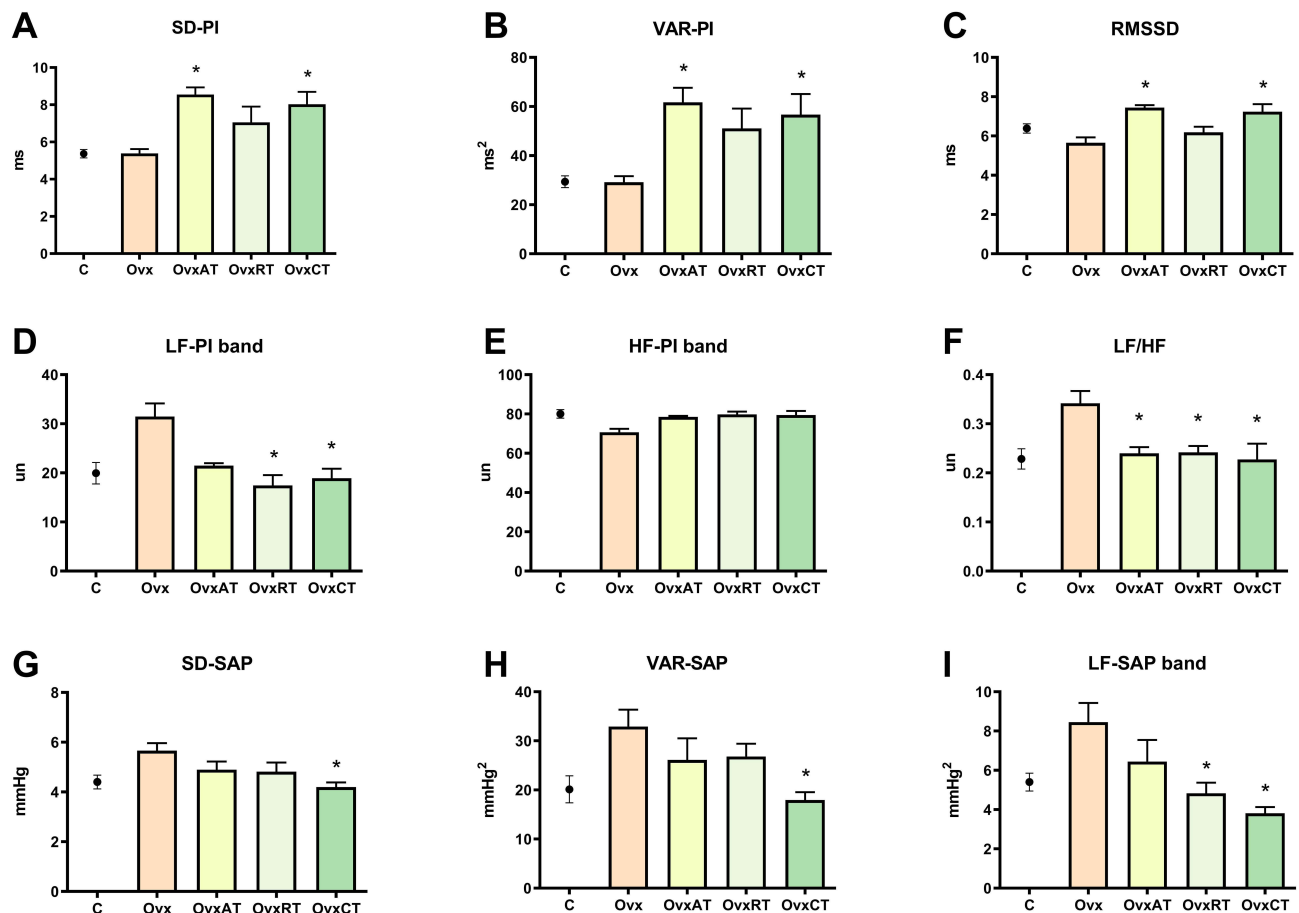 A
SD-PI
ms
10
8
6
4
2
0
*
*
C Ovx OvxAT OvxRT OvxCT
B
VAR-PI
ms2
80
60
40
20
0
*
*
C Ovx OvxAT OvxRT OvxCT
C
RMSSD
ms
10
8
6
4
2
0
*
*
C Ovx OvxAT OvxRT OvxCT
D
LF-PI band
un
40
30
20
10
0
*
*
C Ovx OvxAT OvxRT OvxCT
E
HF-PI band
un
100
80
60
40
20
0
C Ovx OvxAT OvxRT OvxCT
F
LF/HF
un
0.4
0.3
0.2
0.1
0.0
*
*
*
C Ovx OvxAT OvxRT OvxCT
G
SD-SAP
mmHg
8
6
4
2
0
*
C Ovx OvxAT OvxRT OvxCT
H
VAR-SAP
mmHg2
40
30
20
10
0
*
C Ovx OvxAT OvxRT OvxCT
I
LF-SAP band
mmHg2
10
8
6
4
2
0
*
*
C Ovx OvxAT OvxRT OvxCT